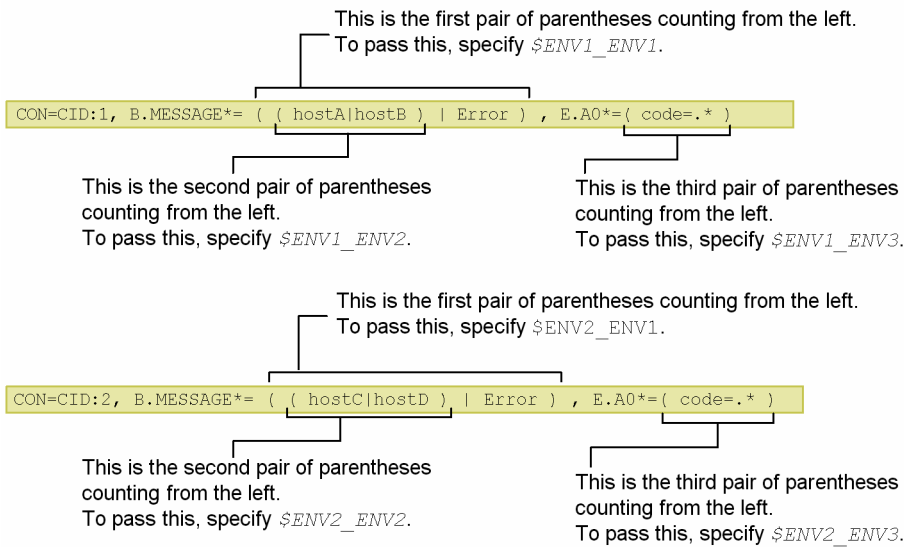 This is the first pair of parentheses counting from the left.
To pass this, specify $ENV1_ENV1.
CON=CID:1, B.MESSAGE*= ( ( hostA|hostB ) | Error ) , E.A0*=( code=.* )
This is the second pair of parentheses
counting from the left.
To pass this, specify $ENV1_ENV2.
This is the third pair of parentheses
counting from the left.
To pass this, specify $ENV1_ENV3.
This is the first pair of parentheses counting from the left.
To pass this, specify $ENV2_ENV1.
CON=CID:2, B.MESSAGE*= ( ( hostC|hostD ) | Error ) , E.A0*=( code=.* )
This is the second pair of parentheses
counting from the left.
To pass this, specify $ENV2_ENV2.
This is the third pair of parentheses
counting from the left.
To pass this, specify $ENV2_ENV3.